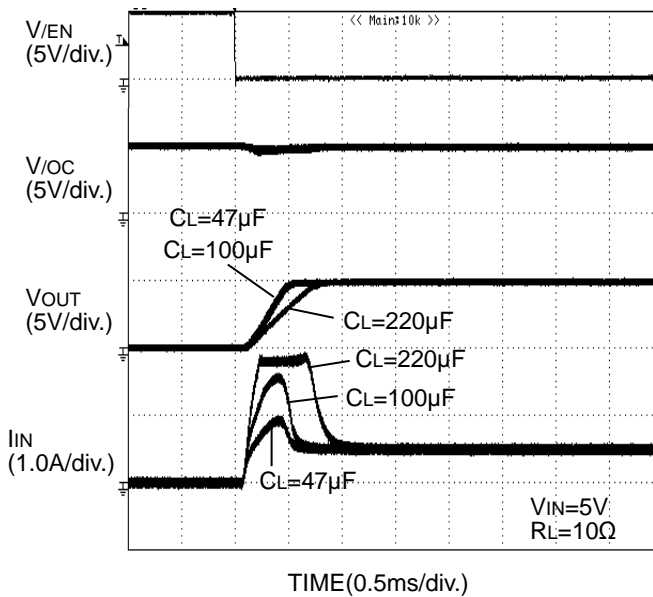 << Main:10k >>
V/EN
(5V/div.)
V/OC
(5V/div.)
CL=47µF
CL=100µF
VOUT
(5V/div.)
CL=220µF
CL=220µF
CL=100µF
IIN
(1.0A/div.)
CL=47µF
VIN=5V
RL=10Ω
TIME(0.5ms/div.)